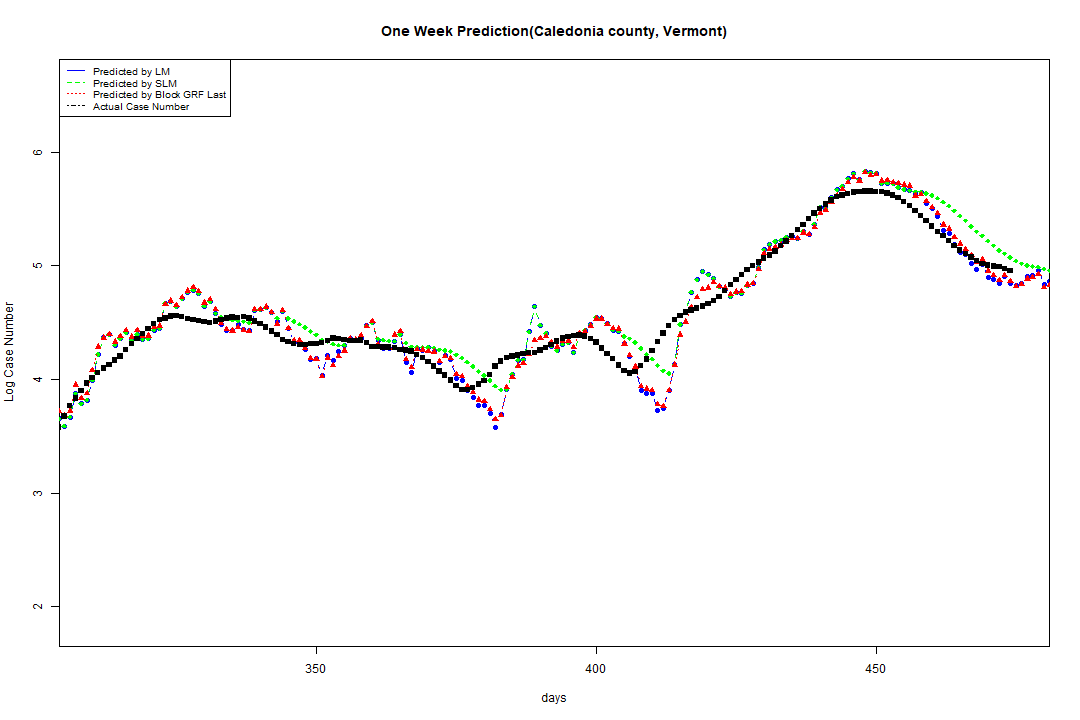 One Week Prediction(Caledonia county, Vermont)
Predicted by LM
Predicted by SLM
Predicted by Block GRF Last
Actual Case Number
6
5
4
3
2
Log Case Number
350 400 450
days